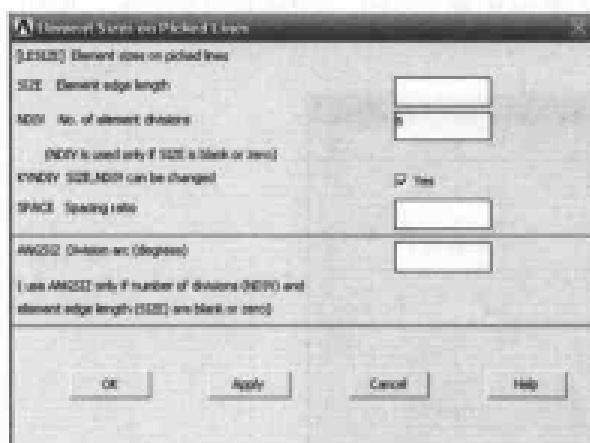 Element Sizes on Picked Lines
[LESIZE] Element sizes on picked lines
SIZE Element edge length
NDIV No. of element divisions
(NDIV is used only if SIZE is blank or zero)
KYNDIV SIZE,NDIV can be changed
Yes
SPACE Spacing ratio
ANGSIZ Division arc (degrees)
( use ANGSIZ only if number of divisions (NDIV) and
element edge length (SIZE) are blank or zero)
OK Apply Cancel Help